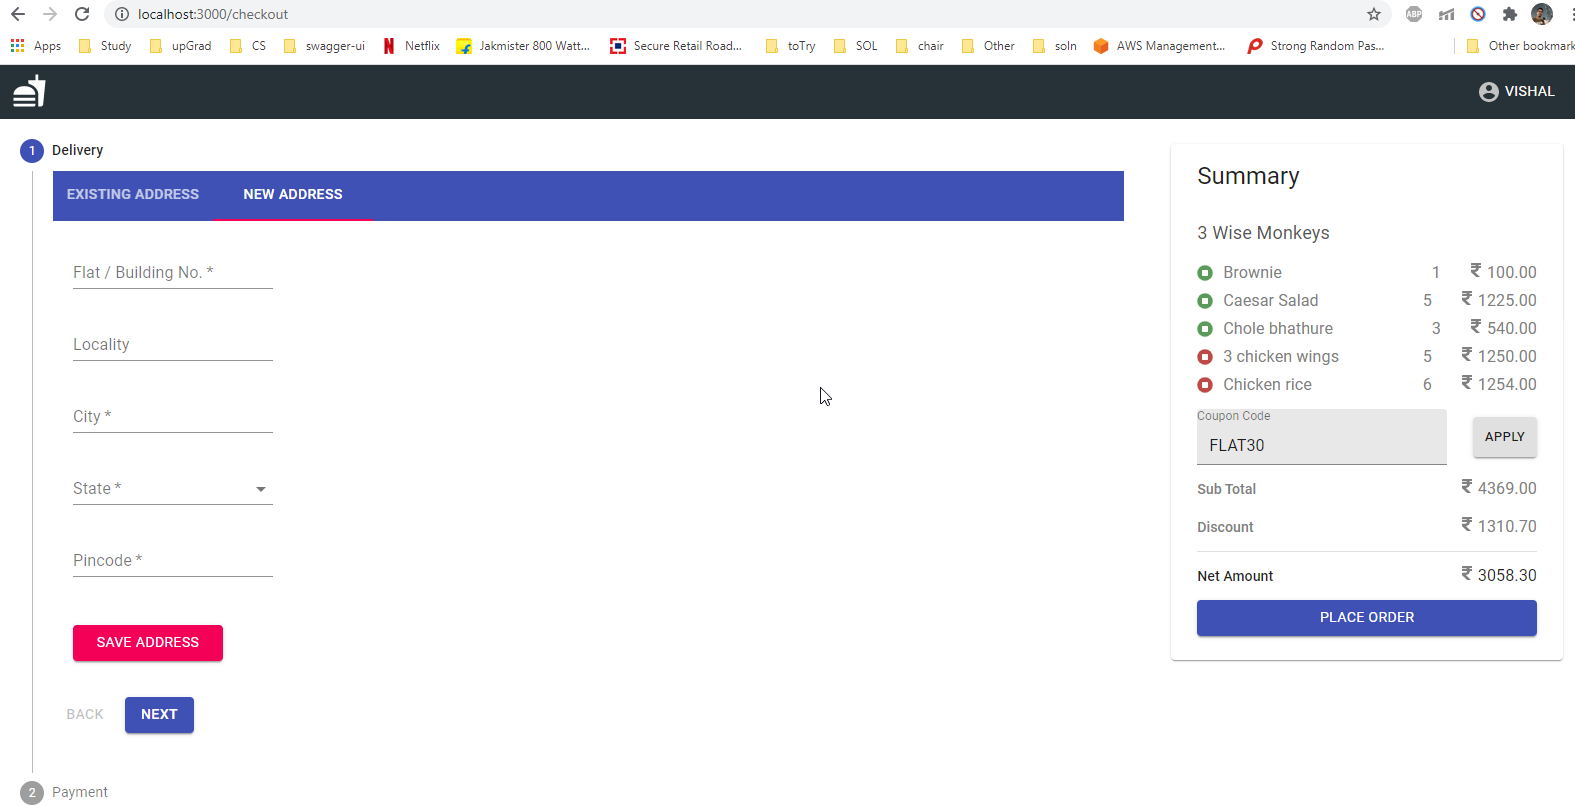 localhost:3000/checkout
ABP
Apps Study upGrad CS swagger-ui Netflix Jakmister 800 Watt... Secure Retail Road... toTry SOL chair Other soln AWS Management... Strong Random Pas... Other bookmark
VISHAL
1 Delivery
EXISTING ADDRESS NEW ADDRESS
Flat / Building No. *
Locality
City *
State *
Pincode *
SAVE ADDRESS
BACK NEXT
2 Payment
Summary
3 Wise Monkeys
Brownie 1 ₹ 100.00
Caesar Salad 5 ₹ 1225.00
Chole bhathure 3 ₹ 540.00
3 chicken wings 5 ₹ 1250.00
Chicken rice 6 ₹ 1254.00
Coupon Code
FLAT30 APPLY
Sub Total ₹ 4369.00
Discount ₹ 1310.70
Net Amount ₹ 3058.30
PLACE ORDER